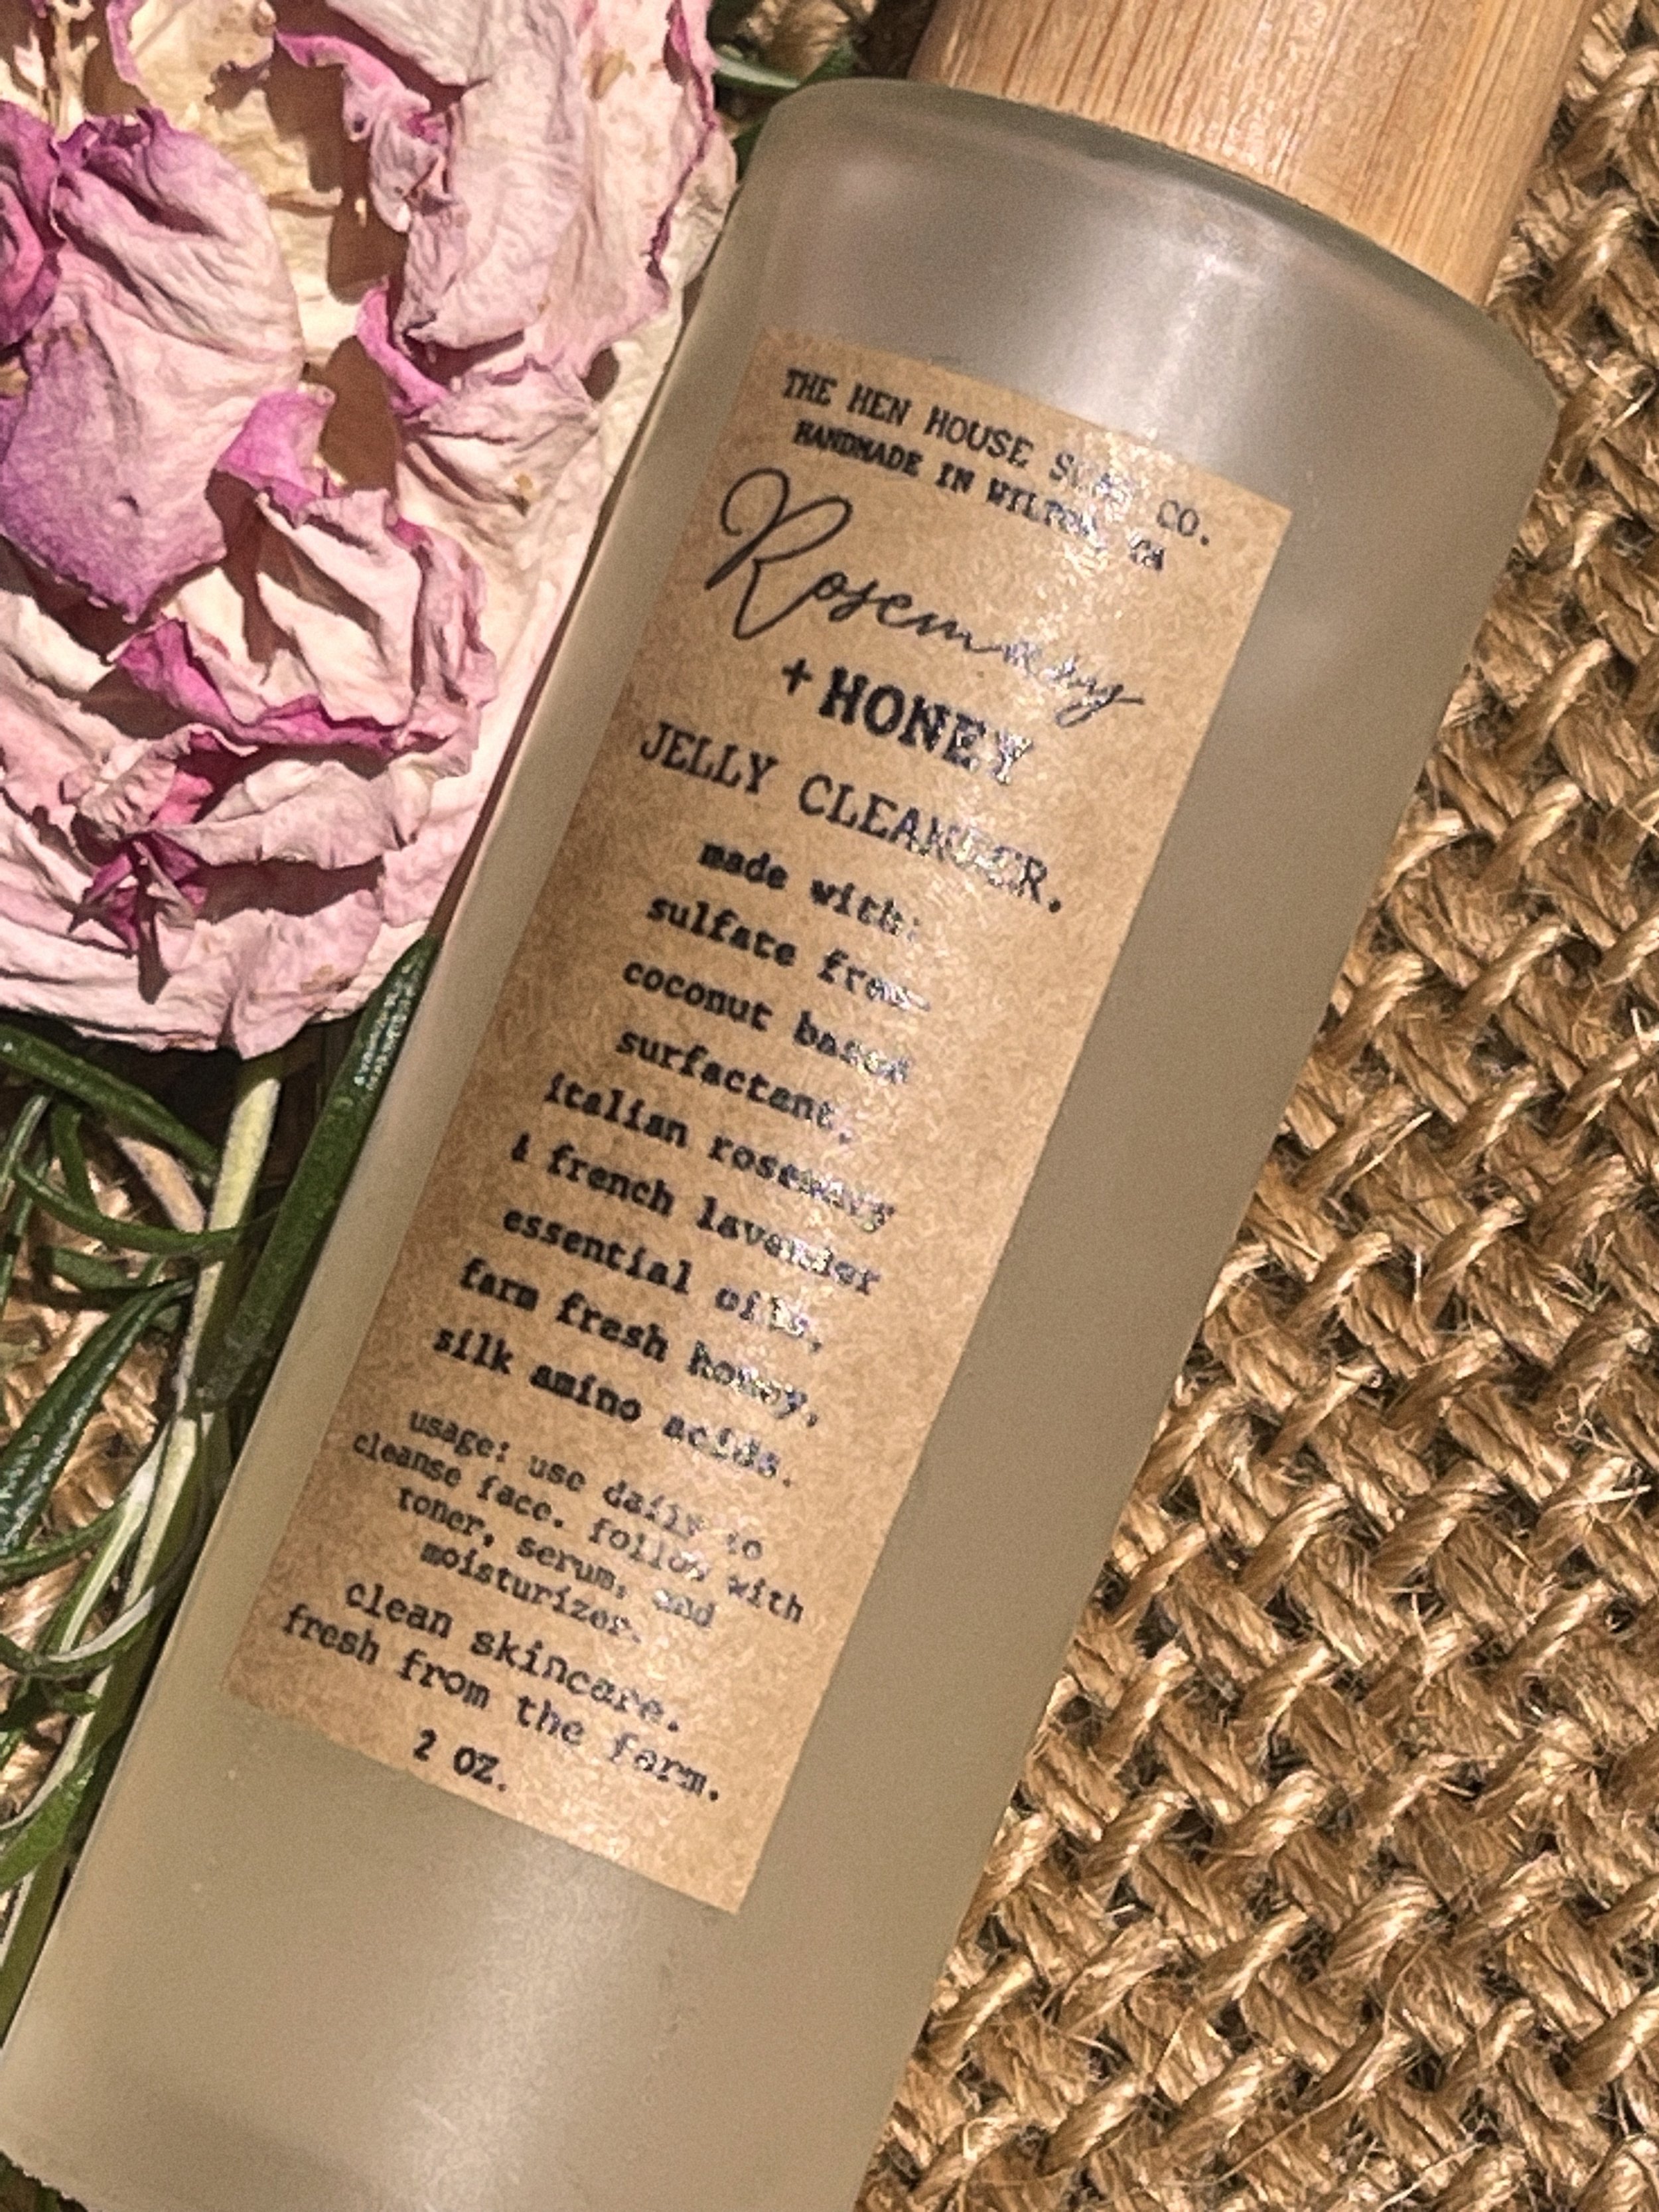 THE HEN HOUSE SOAP CO.
HANDMADE IN WILTON, CA
Rosemary
+ HONEY
JELLY CLEANSER.
made with:
sulfate free-
coconut based
surfactant,
italian rosemary
& french lavender
essential oils,
farm fresh honey,
silk amino acids.
usage: use daily to
cleanse face. follow with
toner, serum, and
moisturizer.
clean skincare.
fresh from the farm.
2 OZ.